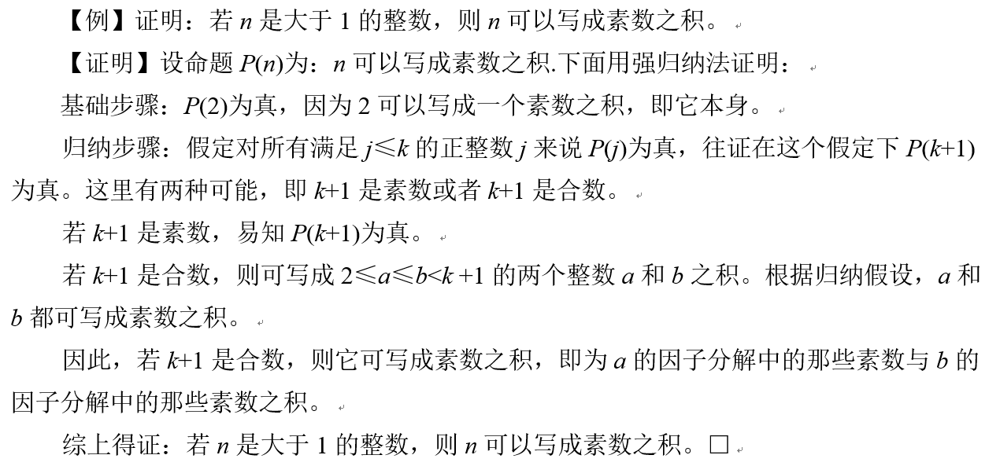 【例】证明：若 n 是大于 1 的整数，则 n 可以写成素数之积。
【证明】设命题 P(n)为：n 可以写成素数之积.下面用强归纳法证明：
基础步骤：P(2)为真，因为 2 可以写成一个素数之积，即它本身。
归纳步骤：假定对所有满足 j≤k 的正整数 j 来说 P(j)为真，往证在这个假定下 P(k+1)
为真。这里有两种可能，即 k+1 是素数或者 k+1 是合数。
若 k+1 是素数，易知 P(k+1)为真。
若 k+1 是合数，则可写成 2≤a≤b<k +1 的两个整数 a 和 b 之积。根据归纳假设，a 和
b 都可写成素数之积。
因此，若 k+1 是合数，则它可写成素数之积，即为 a 的因子分解中的那些素数与 b 的
因子分解中的那些素数之积。
综上得证：若 n 是大于 1 的整数，则 n 可以写成素数之积。□